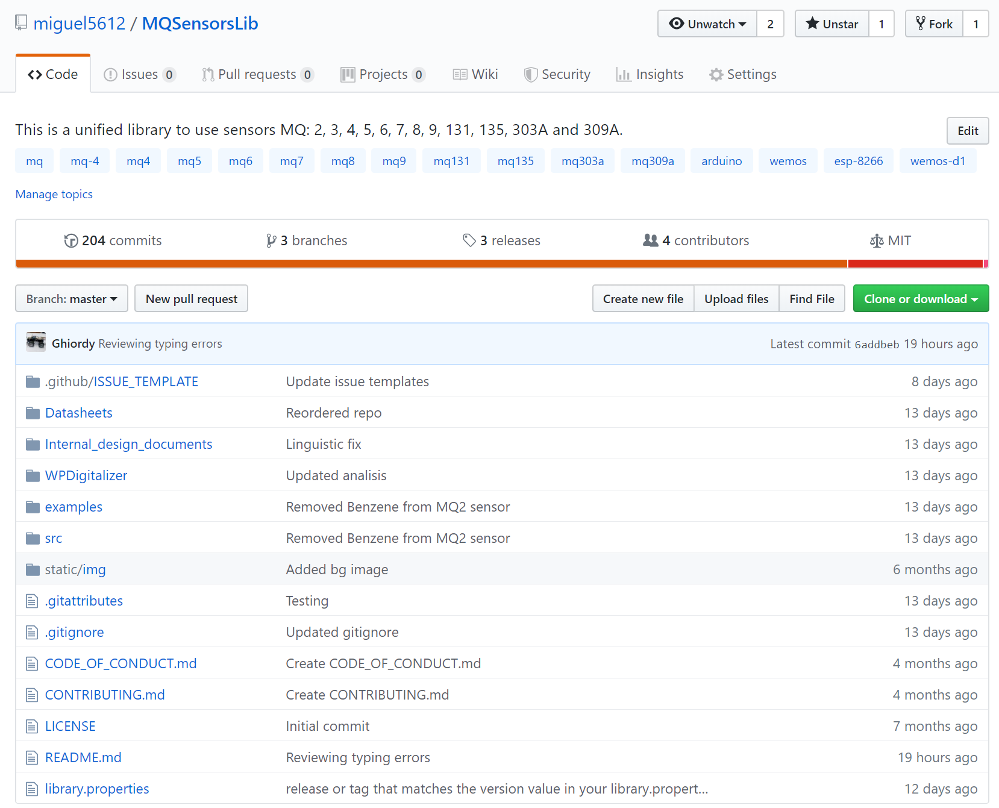 miguel5612 / MQSensorsLib
Unwatch 2 Unstar 1 Fork 1
Code Issues 0 Pull requests 0 Projects 0 Wiki Security Insights Settings
This is a unified library to use sensors MQ: 2, 3, 4, 5, 6, 7, 8, 9, 131, 135, 303A and 309A.
Edit
mq mq-4 mq4 mq5 mq6 mq7 mq8 mq9 mq131 mq135 mq303a mq309a arduino wemos esp-8266 wemos-d1
Manage topics
204 commits 3 branches 3 releases 4 contributors MIT
Branch: master New pull request Create new file Upload files Find File Clone or download
Ghiordy Reviewing typing errors Latest commit 6addbeb 19 hours ago
.github/ISSUE_TEMPLATE Update issue templates 8 days ago
Datasheets Reordered repo 13 days ago
Internal_design_documents Linguistic fix 13 days ago
WPDigitalizer Updated analisis 13 days ago
examples Removed Benzene from MQ2 sensor 13 days ago
src Removed Benzene from MQ2 sensor 13 days ago
static/img Added bg image 6 months ago
.gitattributes Testing 13 days ago
.gitignore Updated gitignore 13 days ago
CODE_OF_CONDUCT.md Create CODE_OF_CONDUCT.md 4 months ago
CONTRIBUTING.md Create CONTRIBUTING.md 4 months ago
LICENSE Initial commit 7 months ago
README.md Reviewing typing errors 19 hours ago
library.properties release or tag that matches the version value in your library.propert... 12 days ago